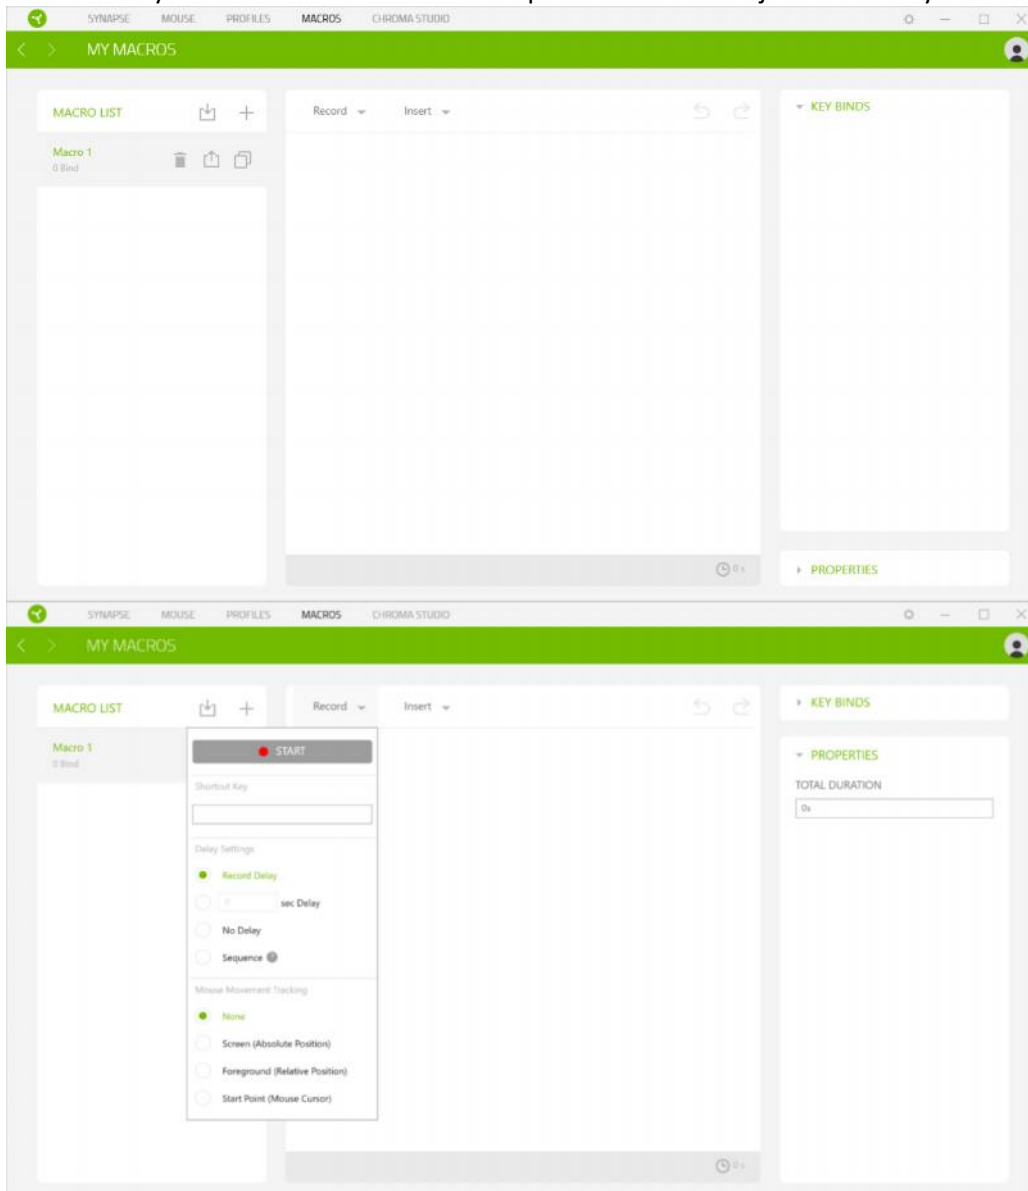 SYNAPSE MOUSE PROFILES MACROS CHROMA STUDIO
MY MACROS
MACRO LIST
Record
Insert
KEY BINDS
Macro 1
0 Bind
0 s
PROPERTIES
SYNAPSE MOUSE PROFILES MACROS CHROMA STUDIO
MY MACROS
MACRO LIST
Record
Insert
KEY BINDS
Macro 1
0 Bind
START
PROPERTIES
Shortcut Key
TOTAL DURATION
0s
Delay Settings
Record Delay
sec Delay
No Delay
Sequence ?
Mouse Movement Tracking
None
Screen (Absolute Position)
Foreground (Relative Position)
Start Point (Mouse Cursor)
0 s